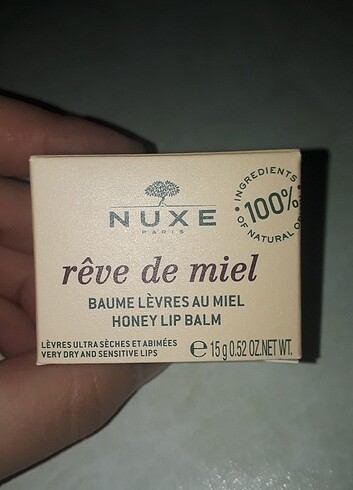 NUXE
PARIS
INGREDIENTS
100%
OF NATURAL
rêve de miel
BAUME LÈVRES AU MIEL
HONEY LIP BALM
LÈVRES ULTRA SÈCHES ET ABIMÉES
VERY DRY AND SENSITIVE LIPS
℮ 15 g 0.52 OZ.NET WT.